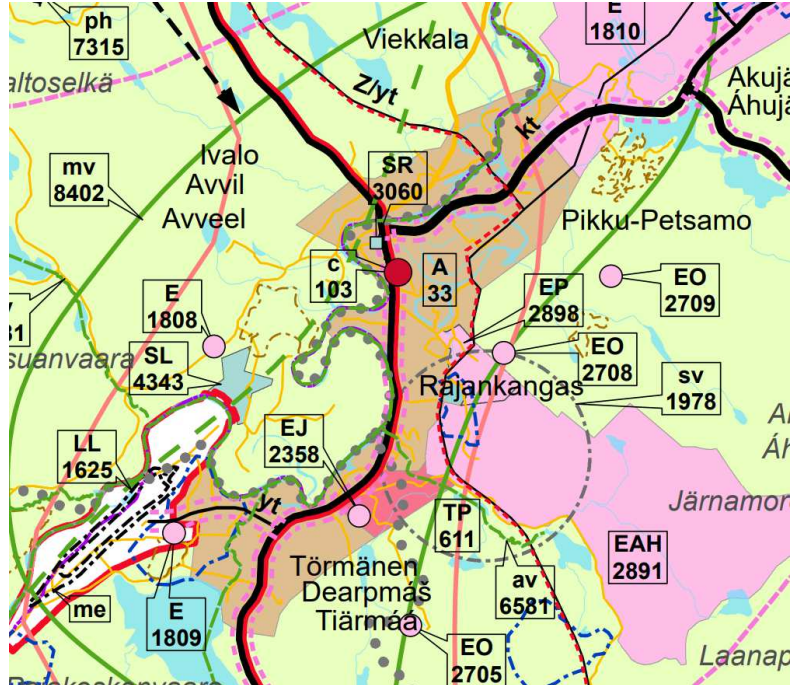 ph
7315
E
1810
Viekkala
altoselkä
Z/yt
kt
Akujä
Áhujä
mv
8402
Ivalo
Avvil
Avveel
SR
3060
Pikku-Petsamo
c
103
A
33
EP
2898
EO
2709
E
1808
EO
2708
suanvaara
SL
4343
Rajankangas
sv
1978
EJ
2358
LL
1625
Järnamoro
yt
TP
611
EAH
2891
Törmänen
Dearpmás
Tiärmáá
av
6581
me
E
1809
EO
2705
Laanap